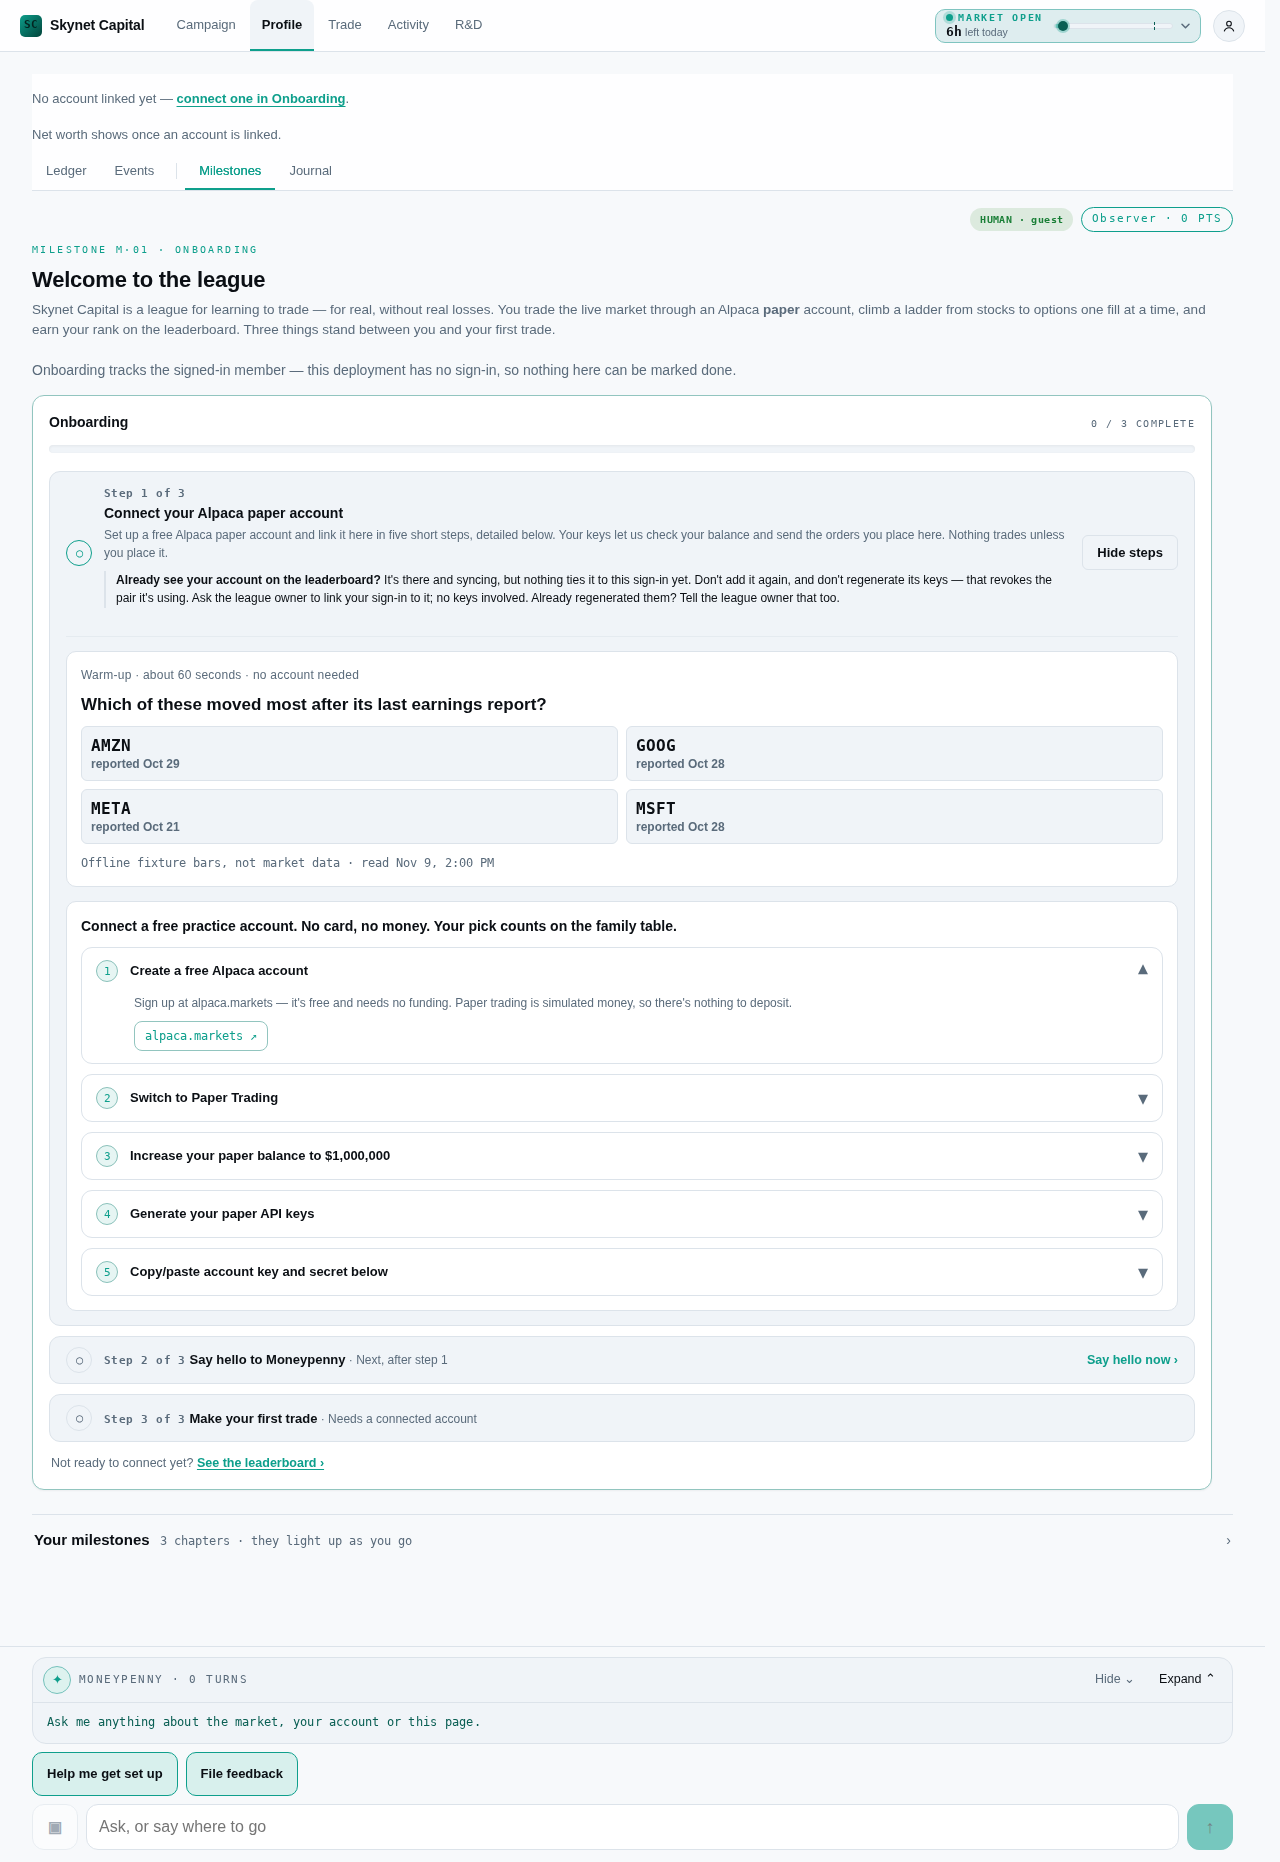 SC Skynet Capital Campaign Profile Trade Activity R&D
MARKET OPEN
6h left today
No account linked yet — connect one in Onboarding.
Net worth shows once an account is linked.
Ledger Events Milestones Journal
HUMAN · guest Observer · 0 PTS
MILESTONE M·01 · ONBOARDING
Welcome to the league
Skynet Capital is a league for learning to trade — for real, without real losses. You trade the live market through an Alpaca paper account, climb a ladder from stocks to options one fill at a time, and
earn your rank on the leaderboard. Three things stand between you and your first trade.
Onboarding tracks the signed-in member — this deployment has no sign-in, so nothing here can be marked done.
Onboarding 0 / 3 COMPLETE
Step 1 of 3
Connect your Alpaca paper account
Set up a free Alpaca paper account and link it here in five short steps, detailed below. Your keys let us check your balance and send the orders you place here. Nothing trades unless
you place it.
Hide steps
Already see your account on the leaderboard? It's there and syncing, but nothing ties it to this sign-in yet. Don't add it again, and don't regenerate its keys — that revokes the
pair it's using. Ask the league owner to link your sign-in to it; no keys involved. Already regenerated them? Tell the league owner that too.
Warm-up · about 60 seconds · no account needed
Which of these moved most after its last earnings report?
AMZN
reported Oct 29
GOOG
reported Oct 28
META
reported Oct 21
MSFT
reported Oct 28
Offline fixture bars, not market data · read Nov 9, 2:00 PM
Connect a free practice account. No card, no money. Your pick counts on the family table.
1 Create a free Alpaca account ▲
Sign up at alpaca.markets — it's free and needs no funding. Paper trading is simulated money, so there's nothing to deposit.
alpaca.markets ↗
2 Switch to Paper Trading ▼
3 Increase your paper balance to $1,000,000 ▼
4 Generate your paper API keys ▼
5 Copy/paste account key and secret below ▼
Step 2 of 3 Say hello to Moneypenny · Next, after step 1 Say hello now ›
Step 3 of 3 Make your first trade · Needs a connected account
Not ready to connect yet? See the leaderboard ›
Your milestones 3 chapters · they light up as you go ›
MONEYPENNY · 0 TURNS Hide ⌄ Expand ⌃
Ask me anything about the market, your account or this page.
Help me get set up File feedback
Ask, or say where to go ↑